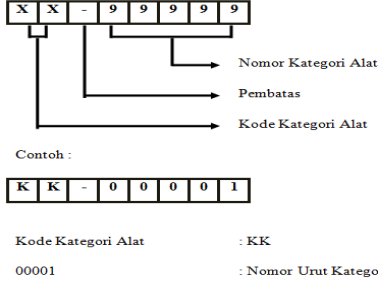 X X - 9 9 9 9 9
Nomor Kategori Alat
Pembatas
Kode Kategori Alat
Contoh :
K K - 0 0 0 0 1
Kode Kategori Alat : KK
00001 : Nomor Urut